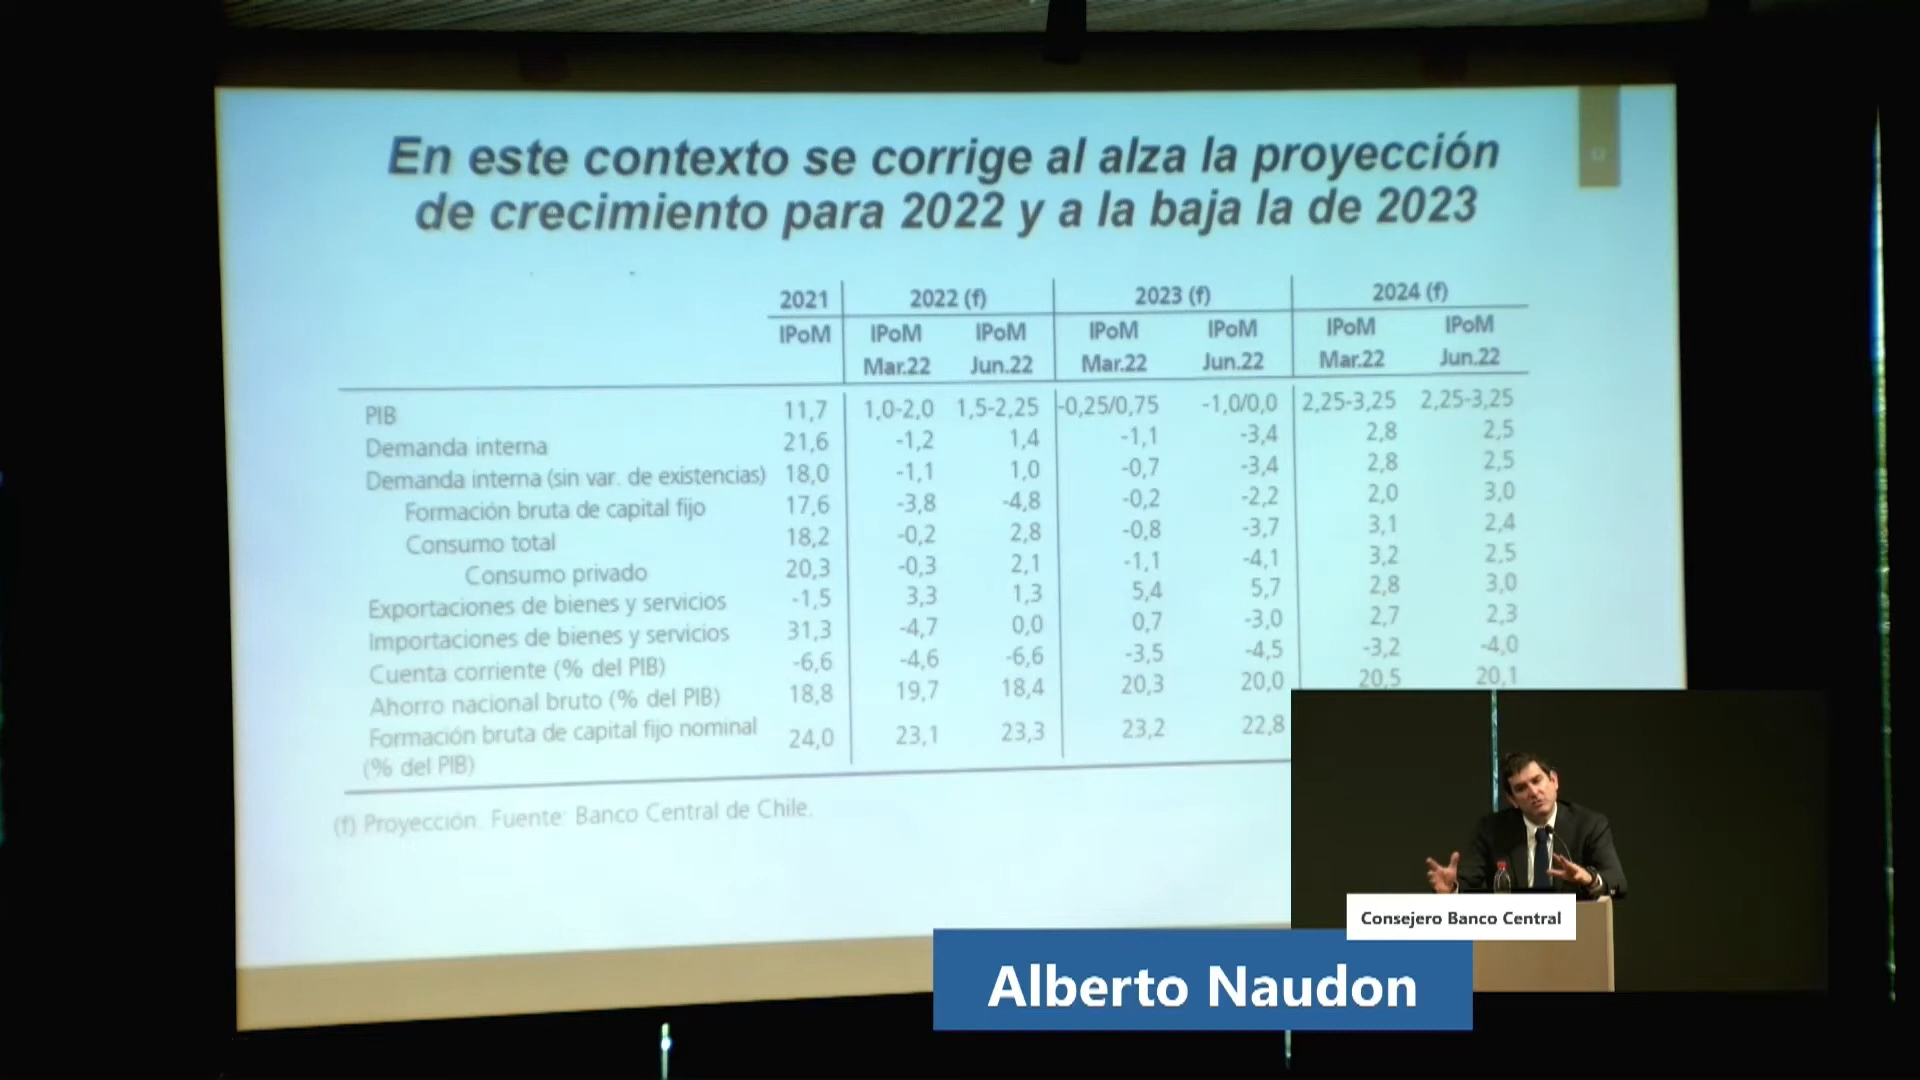 En este contexto se corrige al alza la proyección
de crecimiento para 2022 y a la baja la de 2023
2021 2022 (f) 2023 (f) 2024 (f)
IPoM IPoM IPoM IPoM IPoM IPoM IPoM
Mar.22 Jun.22 Mar.22 Jun.22 Mar.22 Jun.22
PIB 11,7 1,0-2,0 1,5-2,25 -0,25/0,75 -1,0/0,0 2,25-3,25 2,25-3,25
Demanda interna 21,6 -1,2 1,4 -1,1 -3,4 2,8 2,5
Demanda interna (sin var. de existencias) 18,0 -1,1 1,0 -0,7 -3,4 2,8 2,5
Formación bruta de capital fijo 17,6 -3,8 -4,8 -0,2 -2,2 2,0 3,0
Consumo total 18,2 -0,2 2,8 -0,8 -3,7 3,1 2,4
Consumo privado 20,3 -0,3 2,1 -1,1 -4,1 3,2 2,5
Exportaciones de bienes y servicios -1,5 3,3 1,3 5,4 5,7 2,8 3,0
Importaciones de bienes y servicios 31,3 -4,7 0,0 0,7 -3,0 2,7 2,3
Cuenta corriente (% del PIB) -6,6 -4,6 -6,6 -3,5 -4,5 -3,2 -4,0
Ahorro nacional bruto (% del PIB) 18,8 19,7 18,4 20,3 20,0 20,5 20,1
Formación bruta de capital fijo nominal
(% del PIB) 24,0 23,1 23,3 23,2 22,8
(f) Proyección. Fuente: Banco Central de Chile.
Consejero Banco Central
Alberto Naudon